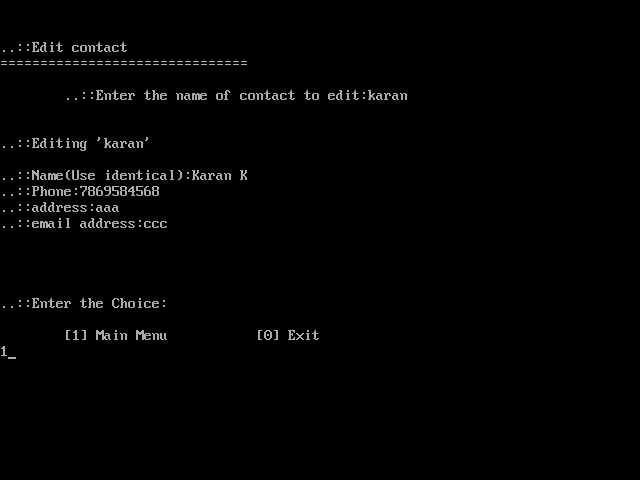 ..::Edit contact
===============================
..::Enter the name of contact to edit:karan
..::Editing 'karan'
..::Name(Use identical):Karan K
..::Phone:7869584568
..::address:aaa
..::email address:ccc
..::Enter the Choice:
[1] Main Menu [0] Exit
1_